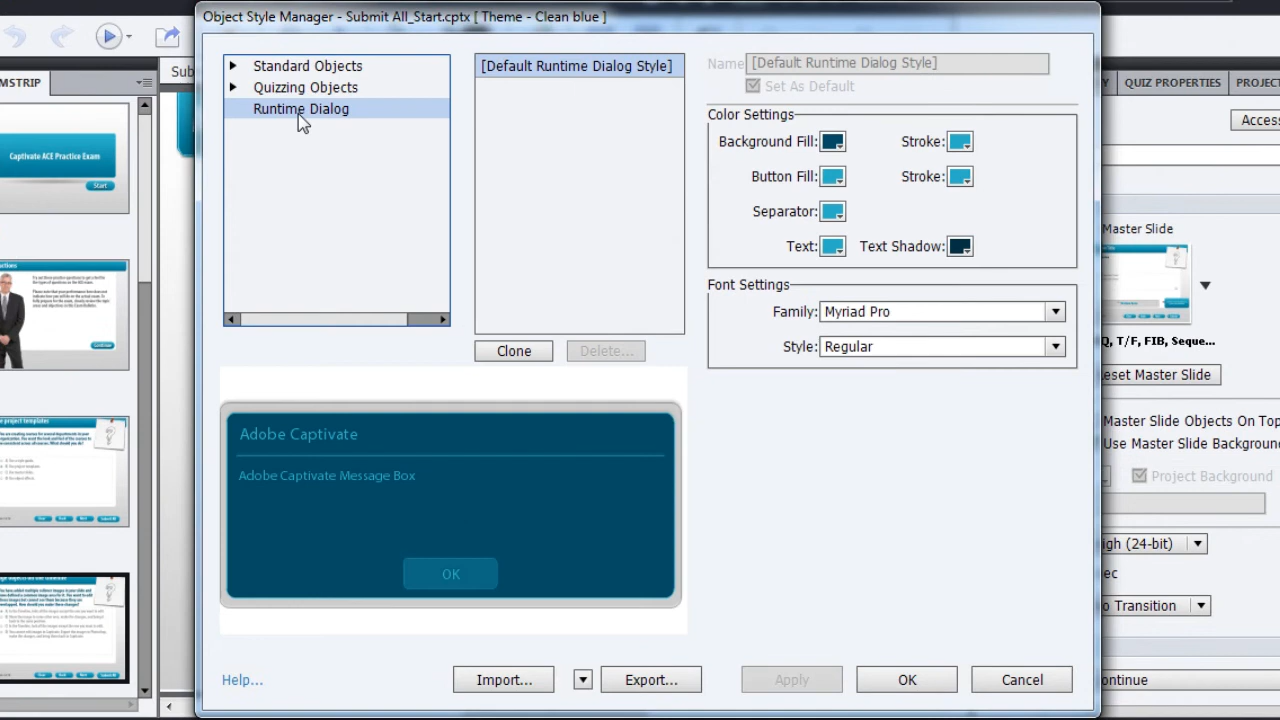 Object Style Manager - Submit All_Start.cptx [ Theme - Clean blue ]
MSTRIP
Sub
Captivate ACE Practice Exam
Start
Standard Objects
Quizzing Objects
Runtime Dialog
[Default Runtime Dialog Style]
Clone
Delete...
Name
[Default Runtime Dialog Style]
Set As Default
Color Settings
Background Fill:
Stroke:
Button Fill:
Stroke:
Separator:
Text:
Text Shadow:
Font Settings
Family:
Myriad Pro
Style:
Regular
Adobe Captivate
Adobe Captivate Message Box
OK
Help...
Import...
Export...
Apply
OK
Cancel
Y
QUIZ PROPERTIES
PROJEC
Access
Master Slide
Q, T/F, FIB, Seque...
eset Master Slide
Master Slide Objects On Top
Use Master Slide Background
Project Background
igh (24-bit)
ec
o Transition
ontinue